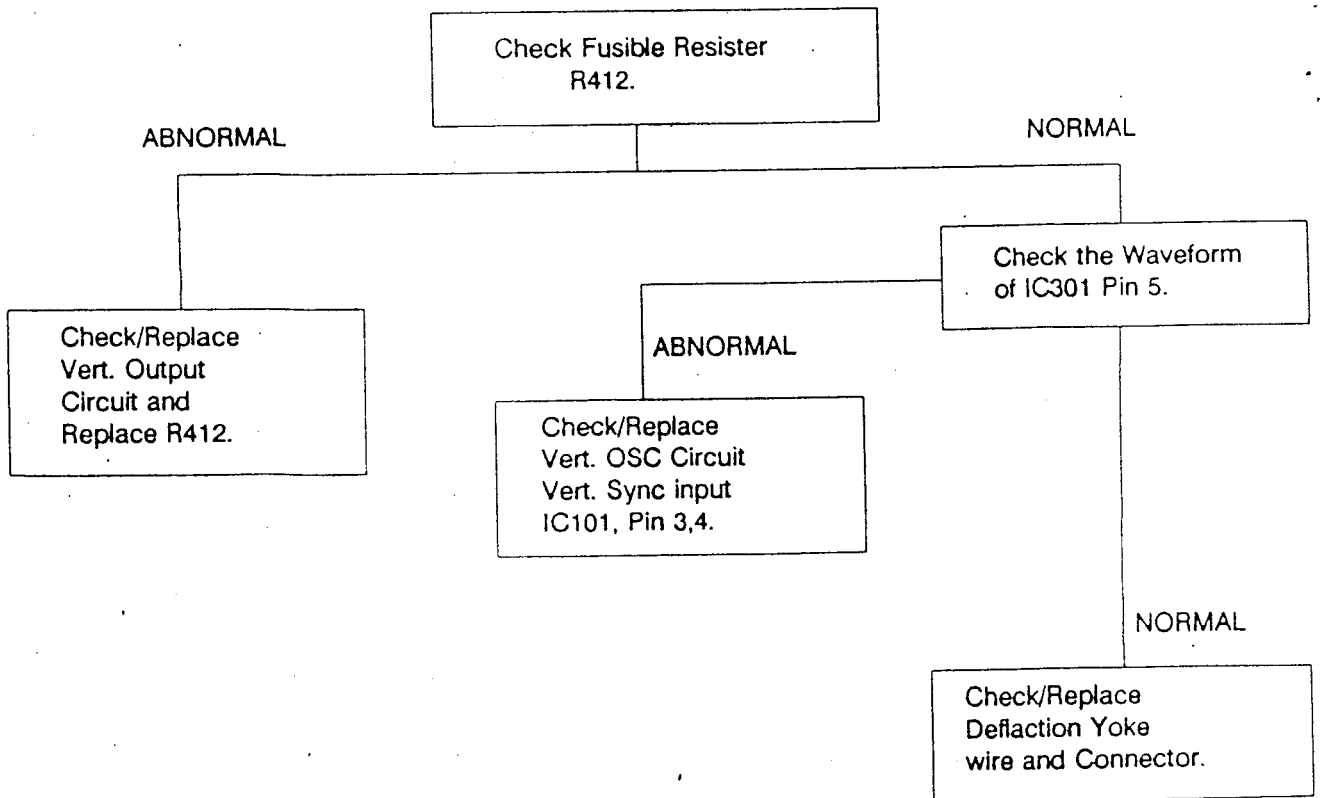 Check Fusible Resister
R412.
ABNORMAL
NORMAL
Check the Waveform
of IC301 Pin 5.
Check/Replace
Vert. Output
Circuit and
Replace R412.
ABNORMAL
Check/Replace
Vert. OSC Circuit
Vert. Sync input
IC101, Pin 3,4.
NORMAL
Check/Replace
Deflaction Yoke
wire and Connector.